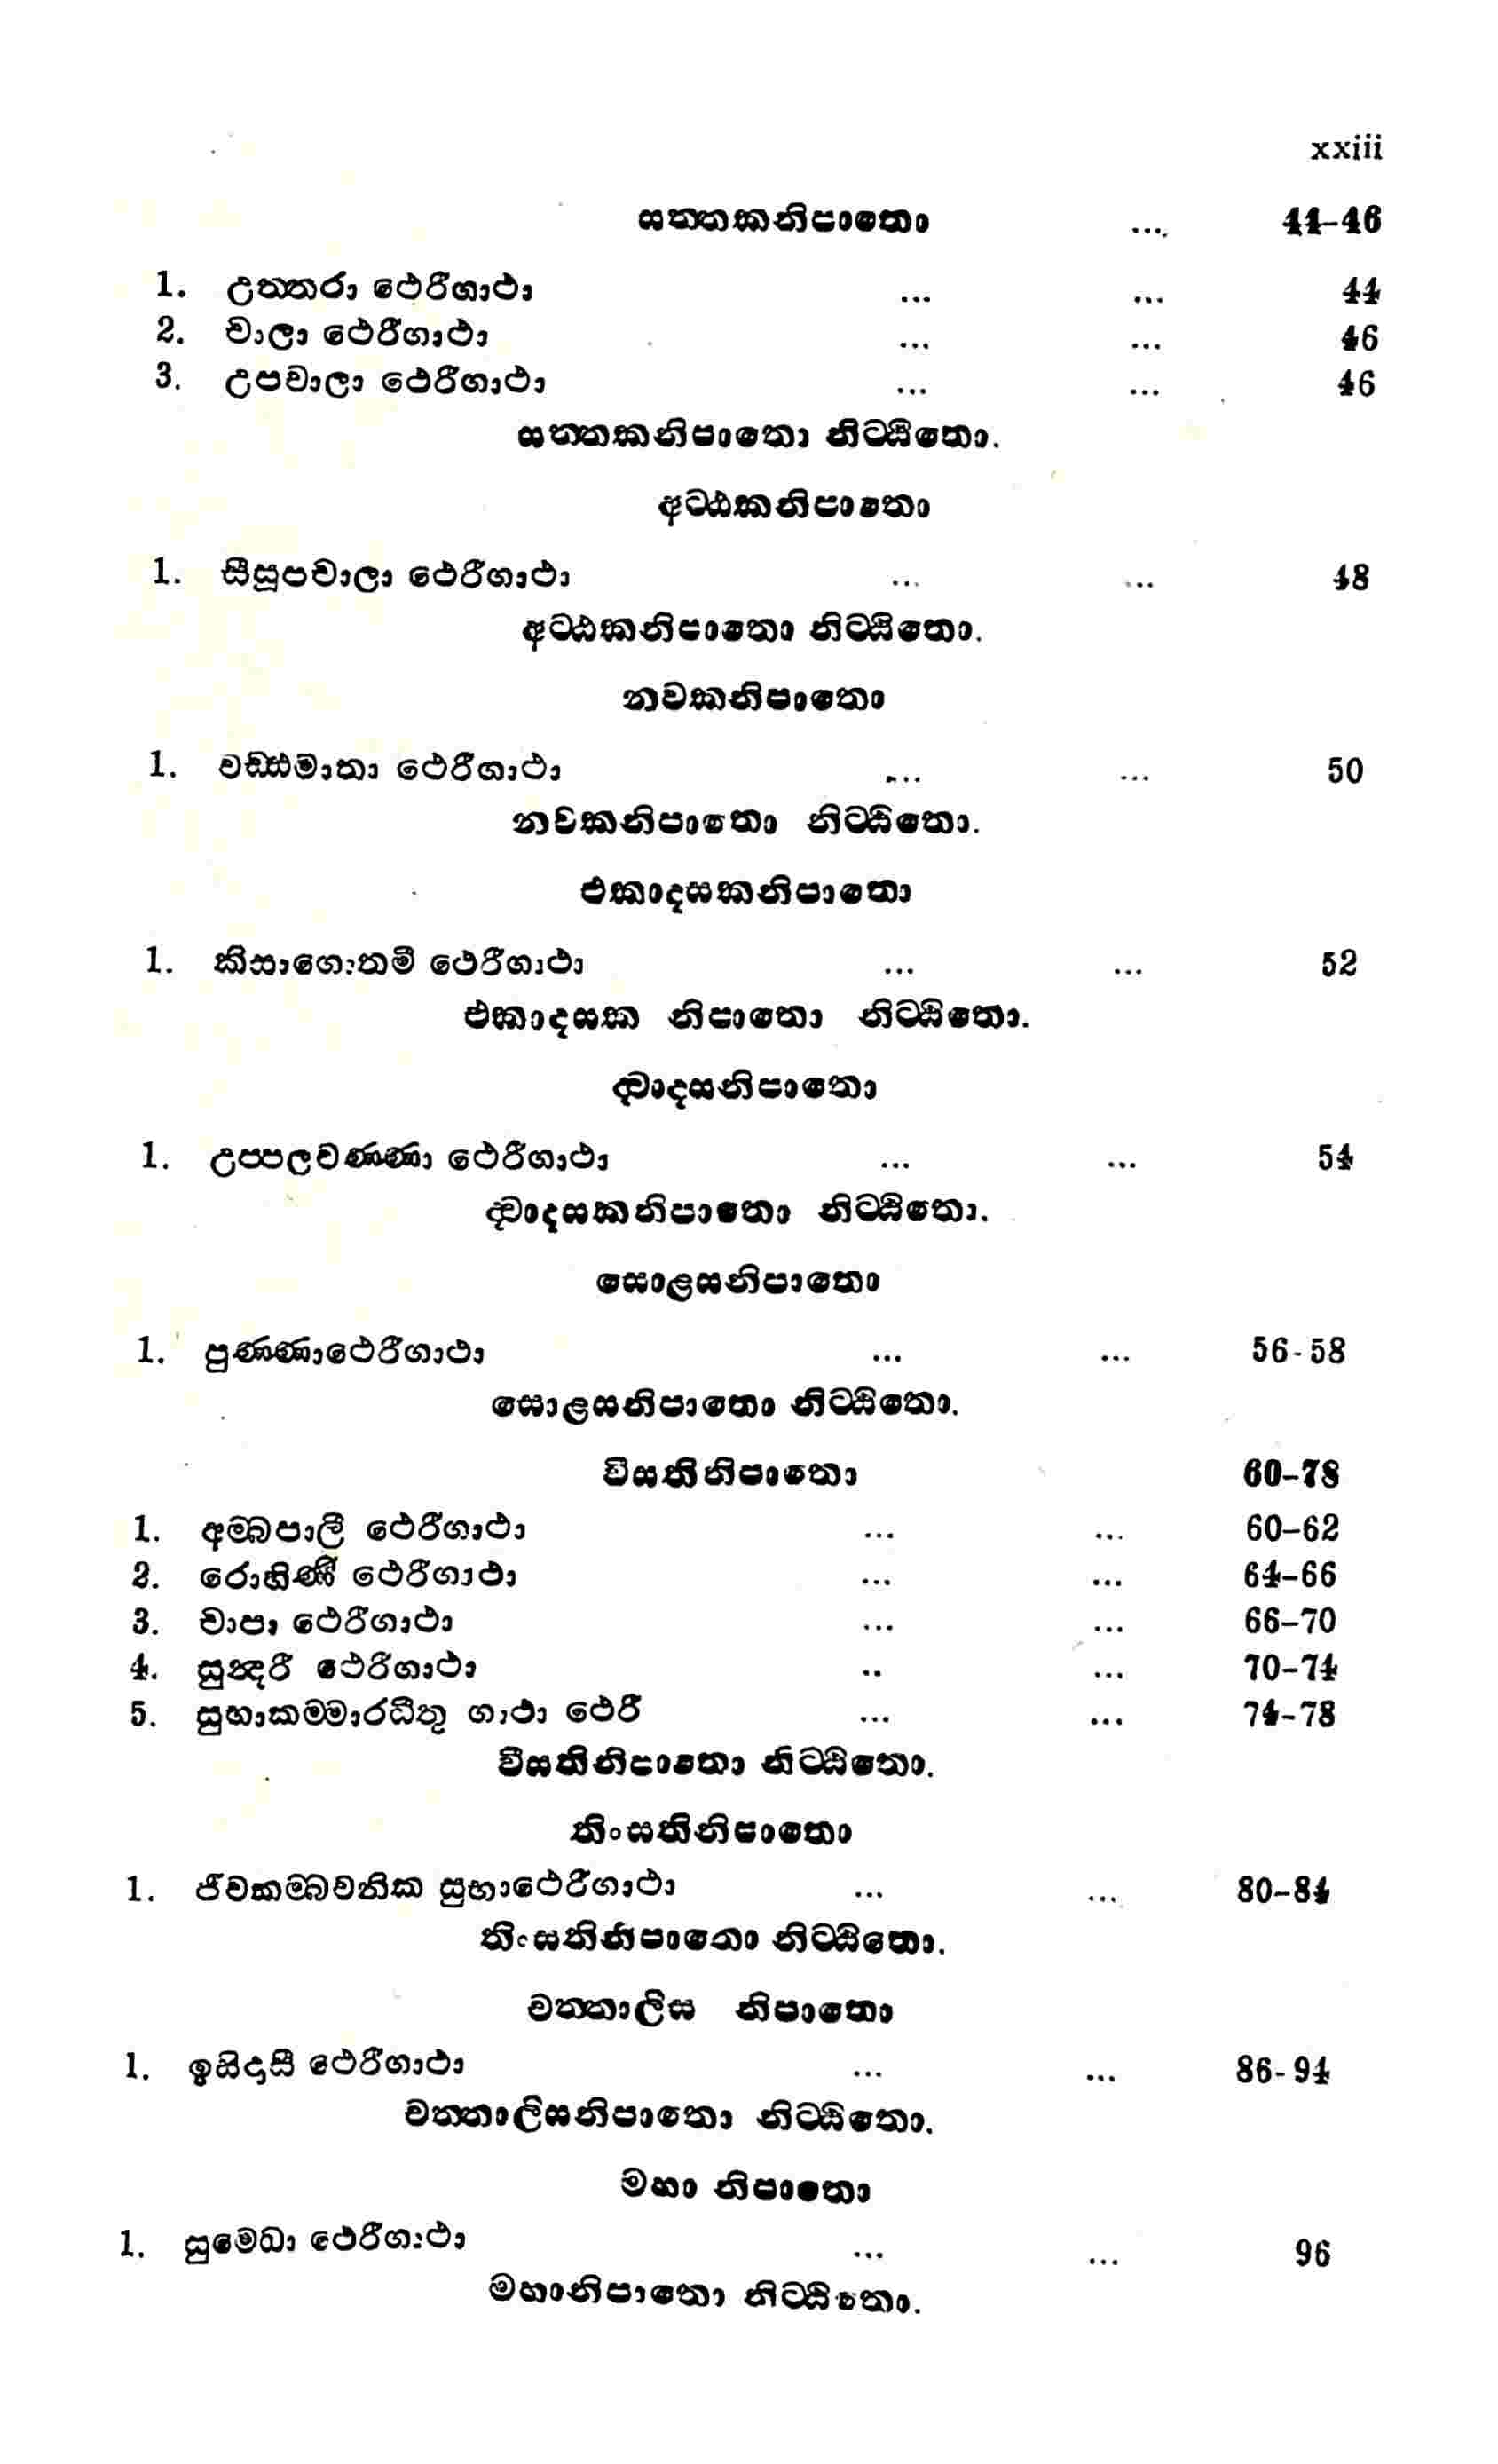 xxiii
සත්තකනිපාතො ... 44-46
1. උත්තරා ථෙරීගාථා ... ... 44
2. චාලා ථෙරීගාථා ... ... 46
3. උපචාලා ථෙරීගාථා ... ... 46
සත්තකනිපාතො නිට්ඨිතො.
අට්ඨකනිපාතො
1. සීසූපචාලා ථෙරීගාථා ... ... 48
අට්ඨකනිපාතො නිට්ඨිතො.
නවකනිපාතො
1. වඩ්ඪමාතා ථෙරීගාථා ... ... 50
නවකනිපාතො නිට්ඨිතො.
එකාදසකනිපාතො
1. කිසාගොතමී ථෙරීගාථා ... ... 52
එකාදසක නිපාතො නිට්ඨිතො.
ද්වාදසනිපාතො
1. උප්පලවණ්ණා ථෙරීගාථා ... ... 54
ද්වාදසකනිපාතො නිට්ඨිතො.
සොළසනිපාතො
1. පුණ්ණාථෙරීගාථා ... ... 56-58
සොළසනිපාතො නිට්ඨිතො.
වීසතිනිපාතො 60-78
1. අම්බපාලී ථෙරීගාථා ... ... 60-62
2. රොහිණී ථෙරීගාථා ... ... 64-66
3. චාපා ථෙරීගාථා ... ... 66-70
4. සුන්දරී ථෙරීගාථා .. ... 70-74
5. සුභාකම්මාරධීතු ගාථා ථෙරී ... ... 74-78
වීසතිනිපාතො නිට්ඨිතො.
තිංසතිනිපාතො
1. ජීවකම්බවනික සුභාථෙරීගාථා ... ... 80-84
තිංසතිනිපාතො නිට්ඨිතො.
චත්තාලිස නිපාතො
1. ඉසිදාසී ථෙරීගාථා ... ... 86-94
චත්තාලිසනිපාතො නිට්ඨිතො.
මහා නිපාතො
1. සුමෙධා ථෙරීගාථා ... ... 96
මහානිපාතො නිට්ඨිතො.